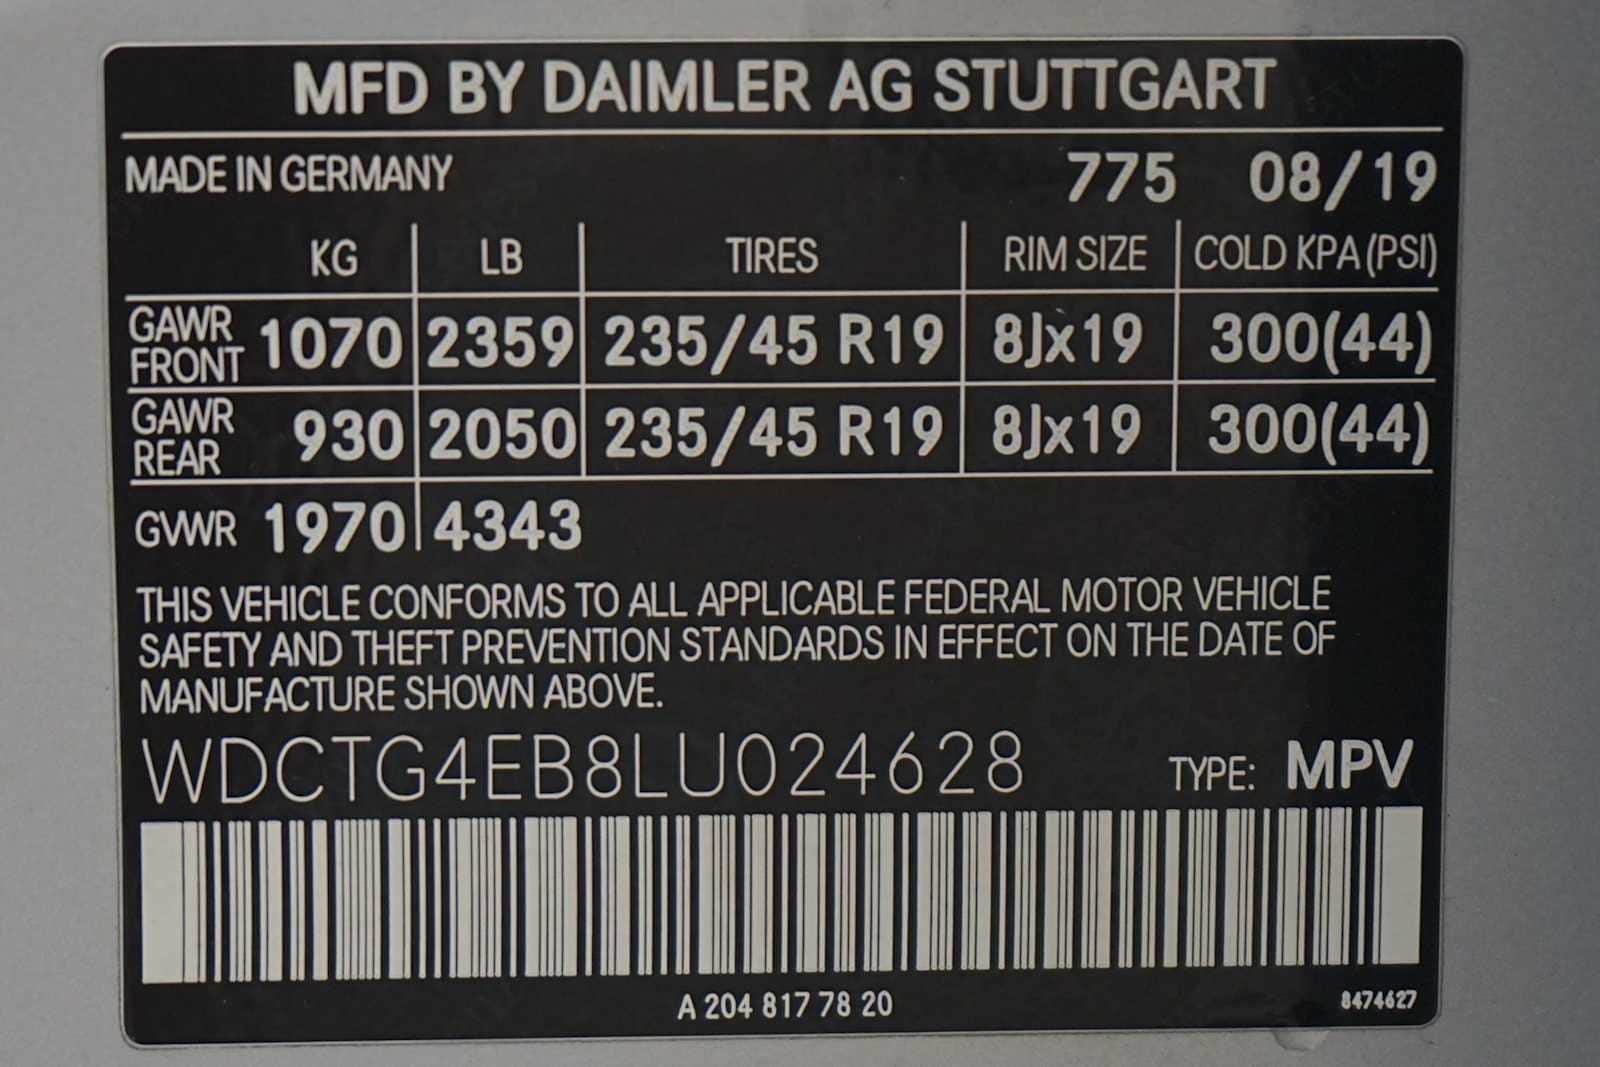 MFD BY DAIMLER AG STUTTGART
MADE IN GERMANY 775 08/19
KG LB TIRES RIM SIZE COLD KPA(PSI)
GAWR FRONT 1070 2359 235/45 R19 8Jx19 300(44)
GAWR REAR 930 2050 235/45 R19 8Jx19 300(44)
GVWR 1970 4343
THIS VEHICLE CONFORMS TO ALL APPLICABLE FEDERAL MOTOR VEHICLE
SAFETY AND THEFT PREVENTION STANDARDS IN EFFECT ON THE DATE OF
MANUFACTURE SHOWN ABOVE.
WDCTG4EB8LU024628 TYPE: MPV
A 204 817 78 20 8474627